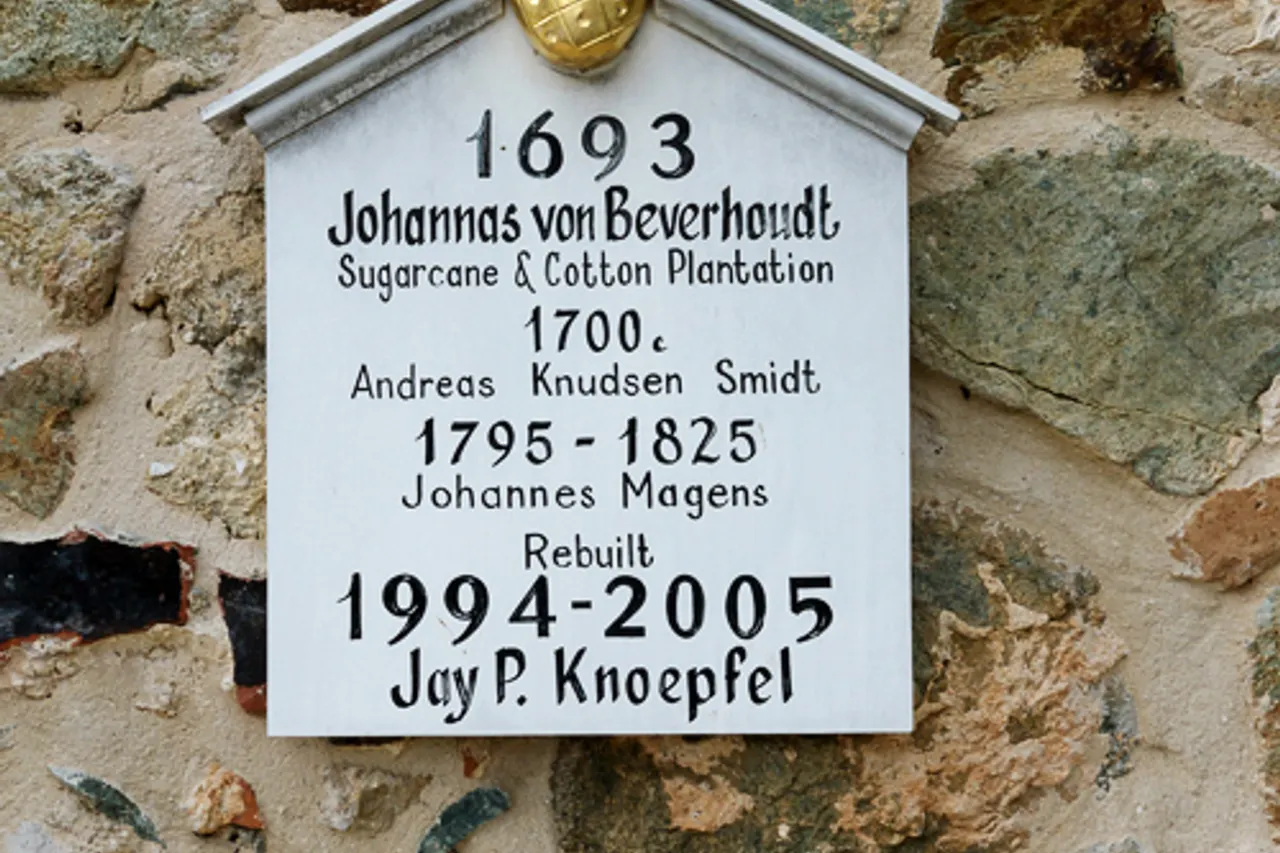 1693
Johannas von Beverhoudt
Sugarcane & Cotton Plantation
1700 c
Andreas Knudsen Smidt
1795 - 1825
Johannes Magens
Rebuilt
1994-2005
Jay P. Knoepfel